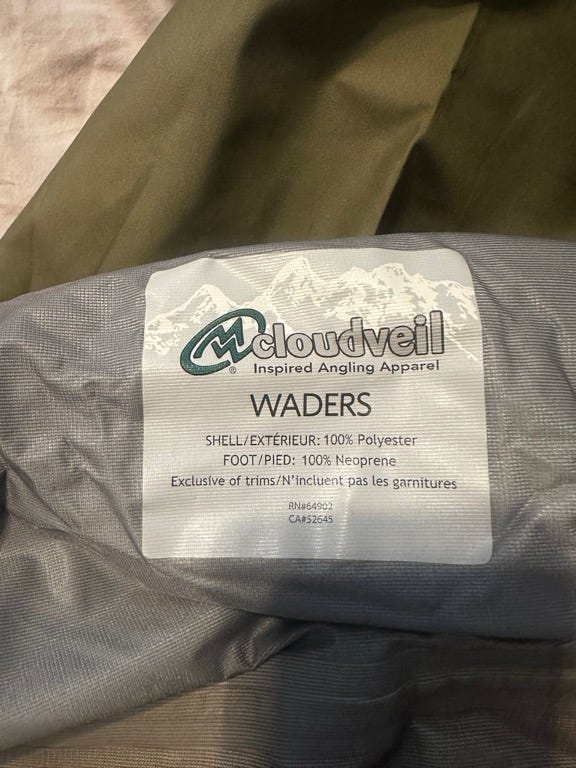 cloudveil
®
Inspired Angling Apparel
WADERS
SHELL/EXTÉRIEUR: 100% Polyester
FOOT/PIED: 100% Neoprene
Exclusive of trims/N'incluent pas les garnitures
RN#64902
CA#52645